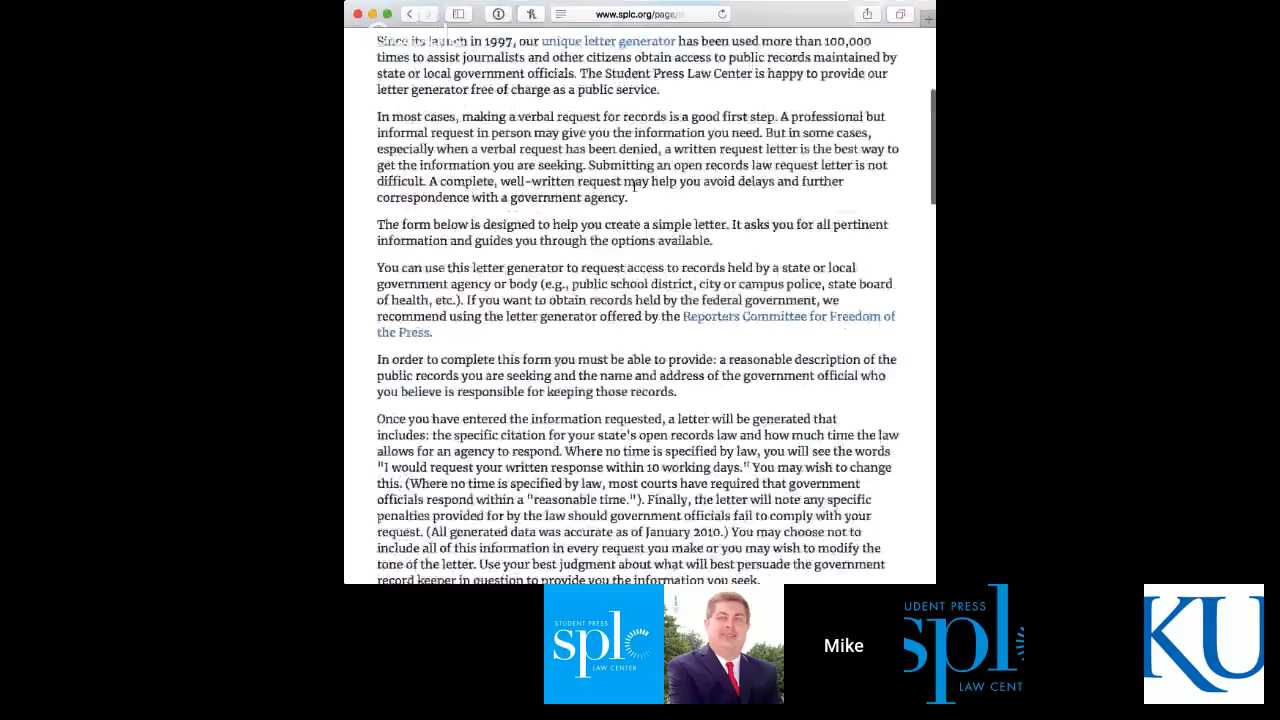 www.splc.org/page/
Since its launch in 1997, our unique letter generator has been used more than 100,000
times to assist journalists and other citizens obtain access to public records maintained by
state or local government officials. The Student Press Law Center is happy to provide our
letter generator free of charge as a public service.
In most cases, making a verbal request for records is a good first step. A professional but
informal request in person may give you the information you need. But in some cases,
especially when a verbal request has been denied, a written request letter is the best way to
get the information you are seeking. Submitting an open records law request letter is not
difficult. A complete, well-written request may help you avoid delays and further
correspondence with a government agency.
The form below is designed to help you create a simple letter. It asks you for all pertinent
information and guides you through the options available.
You can use this letter generator to request access to records held by a state or local
government agency or body (e.g., public school district, city or campus police, state board
of health, etc.). If you want to obtain records held by the federal government, we
recommend using the letter generator offered by the Reporters Committee for Freedom of
the Press.
In order to complete this form you must be able to provide: a reasonable description of the
public records you are seeking and the name and address of the government official who
you believe is responsible for keeping those records.
Once you have entered the information requested, a letter will be generated that
includes: the specific citation for your state's open records law and how much time the law
allows for an agency to respond. Where no time is specified by law, you will see the words
"I would request your written response within 10 working days." You may wish to change
this. (Where no time is specified by law, most courts have required that government
officials respond within a "reasonable time."). Finally, the letter will note any specific
penalties provided for by the law should government officials fail to comply with your
request. (All generated data was accurate as of January 2010.) You may choose not to
include all of this information in every request you make or you may wish to modify the
tone of the letter. Use your best judgment about what will best persuade the government
record keeper in question to provide you the information you seek.
STUDENT PRESS
splc
LAW CENTER
Mike
UDENT PRESS
splc
LAW CENT
KU